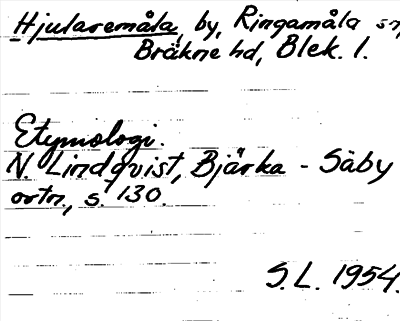 Hjularemåla, by, Ringamåla sn,
Bräkne hd, Blek. l.
Etymologi.
N Lindqvist, Bjärka - Säby
ortn., s. 130.
S.L. 1954.